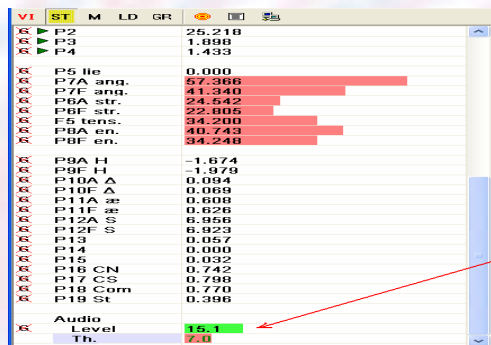 VI ST M LD GR
P2 25.218
P3 1.898
P4 1.433
P5 lie 0.000
P7A ang. 57.366
P7F ang. 41.340
P6A str. 24.542
P6F str. 22.805
F5 tens. 34.200
P8A en. 40.743
P8F en. 34.248
P9A H -1.674
P9F H -1.979
P10A Δ 0.094
P10F Δ 0.069
P11A æ 0.608
P11F æ 0.626
P12A S 6.956
P12F S 6.923
P13 0.057
P14 0.000
P15 0.032
P16 CN 0.742
P17 CS 0.798
P18 Com 0.770
P19 St 0.396
Audio
Level 15.1
Th. 7.0